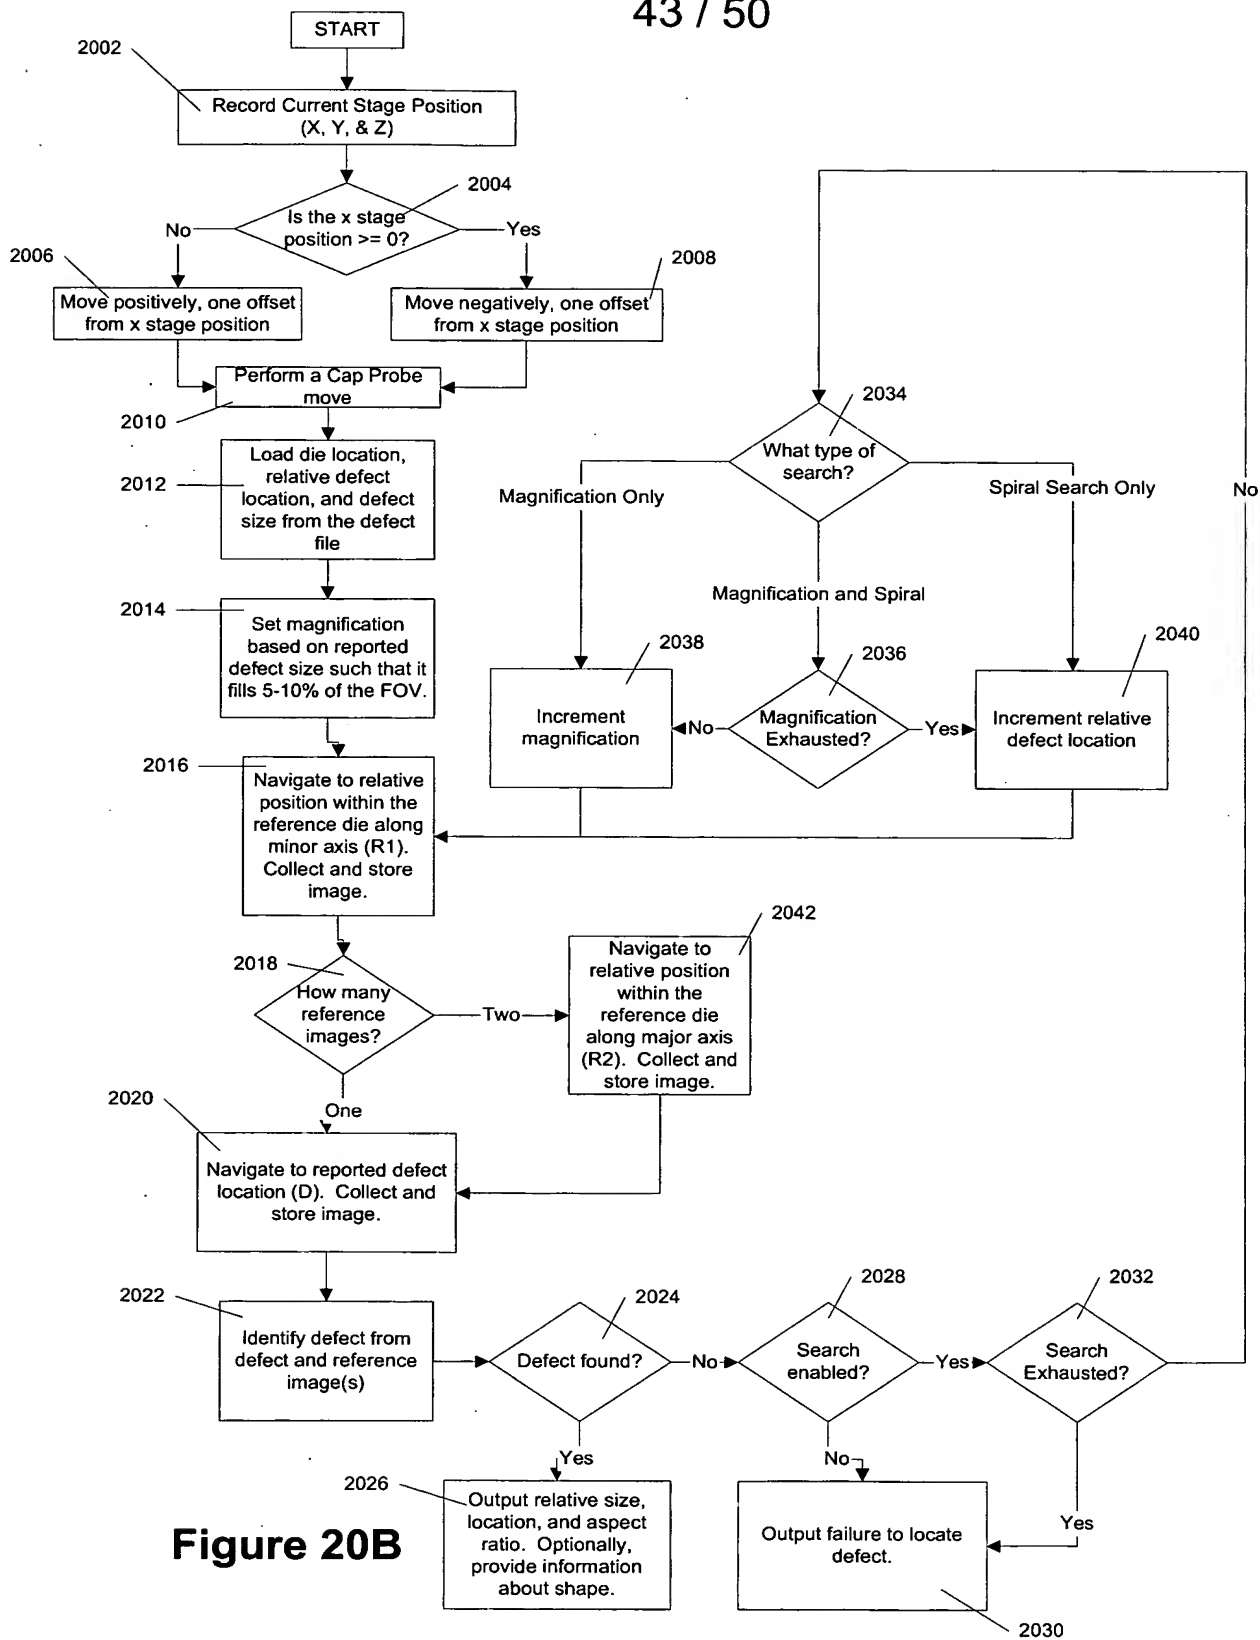 43 / 50
START
2002
Record Current Stage Position
(X, Y, & Z)
2004
Is the x stage
position >= 0?
No
Yes
2006
2008
Move positively, one offset
from x stage position
Move negatively, one offset
from x stage position
Perform a Cap Probe
move
2010
2012
Load die location,
relative defect
location, and defect
size from the defect
file
2014
Set magnification
based on reported
defect size such that it
fills 5-10% of the FOV.
2016
Navigate to relative
position within the
reference die along
minor axis (R1).
Collect and store
image.
2018
How many
reference
images?
Two
One
2042
Navigate to
relative position
within the
reference die
along major axis
(R2). Collect and
store image.
2020
Navigate to reported defect
location (D). Collect and
store image.
2022
Identify defect from
defect and reference
image(s)
2024
Defect found?
No
Yes
2026
Output relative size,
location, and aspect
ratio. Optionally,
provide information
about shape.
2028
Search
enabled?
Yes
No
2032
Search
Exhausted?
Yes
No
Output failure to locate
defect.
2030
2034
What type of
search?
Magnification Only
Spiral Search Only
Magnification and Spiral
2038
Increment
magnification
2036
Magnification
Exhausted?
No
Yes
2040
Increment relative
defect location
Figure 20B